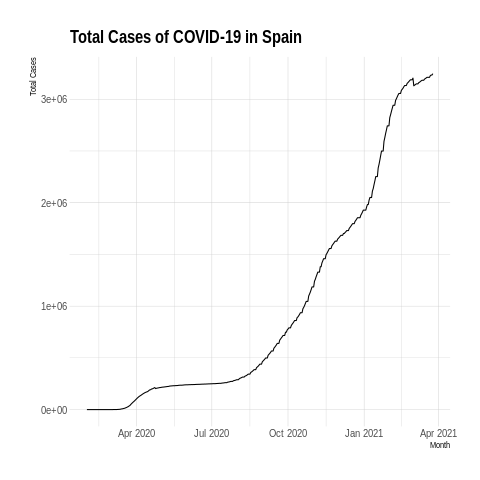 Total Cases of COVID-19 in Spain
Total Cases
3e+06
2e+06
1e+06
0e+00
Apr 2020 Jul 2020 Oct 2020 Jan 2021 Apr 2021
Month